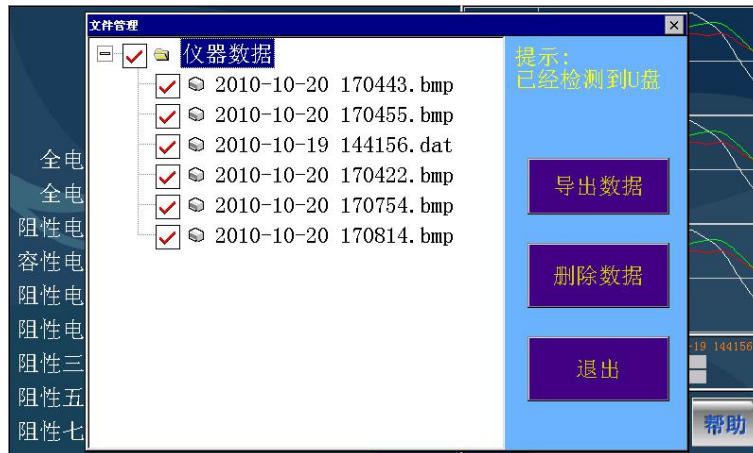 文件管理
仪器数据
2010-10-20 170443.bmp
2010-10-20 170455.bmp
2010-10-19 144156.dat
2010-10-20 170422.bmp
2010-10-20 170754.bmp
2010-10-20 170814.bmp
提示:
已经检测到U盘
导出数据
删除数据
退出
全电
全电
阻性电
容性电
阻性电
阻性电
阻性三
阻性五
阻性七
-19 144156
帮助